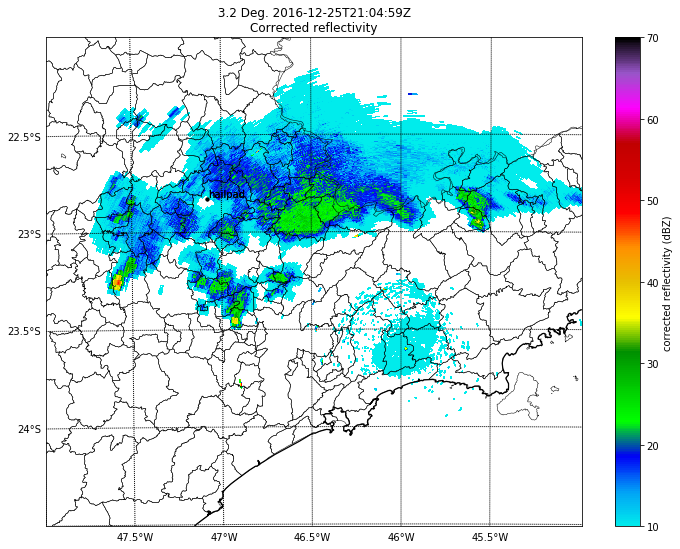 3.2 Deg. 2016-12-25T21:04:59Z
Corrected reflectivity
70
60
50
40
30
20
10
corrected reflectivity (dBZ)
22.5°S
23°S
23.5°S
24°S
hailpad
47.5°W
47°W
46.5°W
46°W
45.5°W